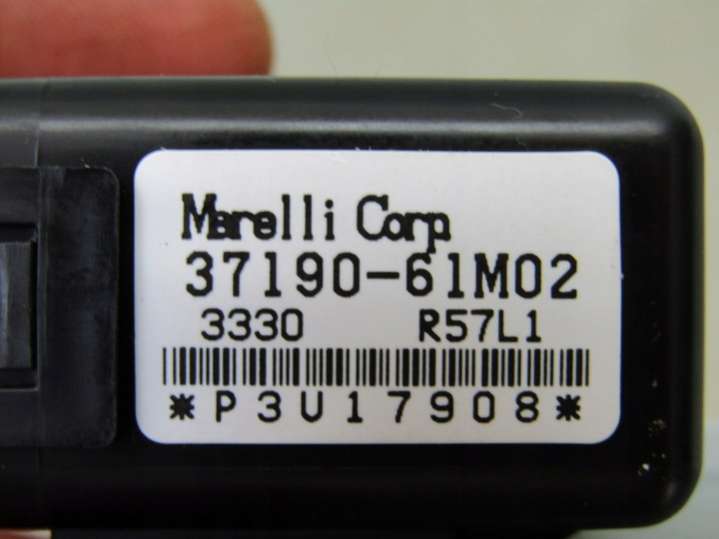 Marelli Corp.
37190-61M02
3330 R57L1
*P3U17908*